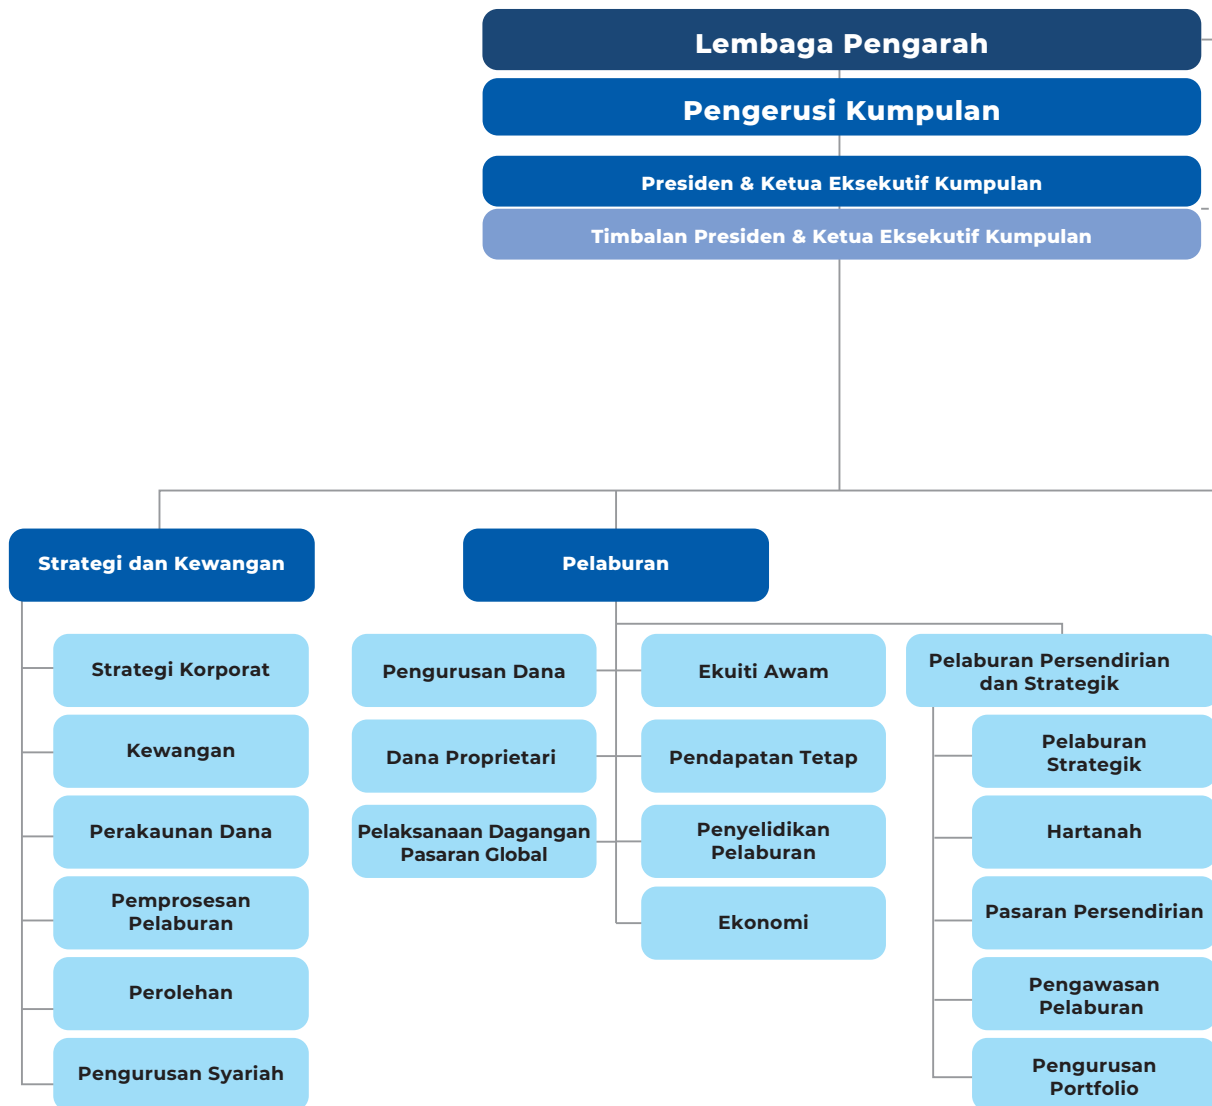 Lembaga Pengarah
Pengerusi Kumpulan
Presiden & Ketua Eksekutif Kumpulan
Timbalan Presiden & Ketua Eksekutif Kumpulan
Strategi dan Kewangan
Strategi Korporat
Kewangan
Perakaunan Dana
Pemprosesan
Pelaburan
Perolehan
Pengurusan Syariah
Pelaburan
Pengurusan Dana
Dana Proprietari
Pelaksanaan Dagangan
Pasaran Global
Ekuiti Awam
Pendapatan Tetap
Penyelidikan
Pelaburan
Ekonomi
Pelaburan Persendirian
dan Strategik
Pelaburan
Strategik
Hartanah
Pasaran Persendirian
Pengawasan
Pelaburan
Pengurusan
Portfolio